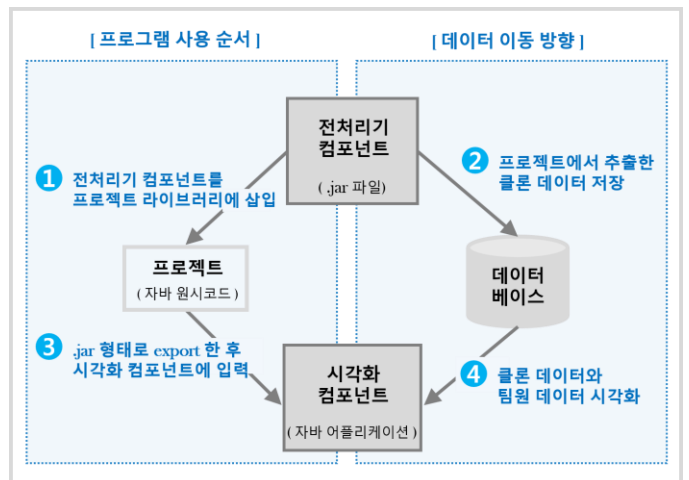 [ 프로그램 사용 순서 ]
[ 데이터 이동 방향 ]
전처리기
컴포넌트
( .jar 파일)
1 전처리기 컴포넌트를
프로젝트 라이브러리에 삽입
2 프로젝트에서 추출한
클론 데이터 저장
프로젝트
( 자바 원시코드 )
데이터
베이스
3 .jar 형태로 export 한 후
시각화 컴포넌트에 입력
시각화
컴포넌트
( 자바 어플리케이션 )
4 클론 데이터와
팀원 데이터 시각화